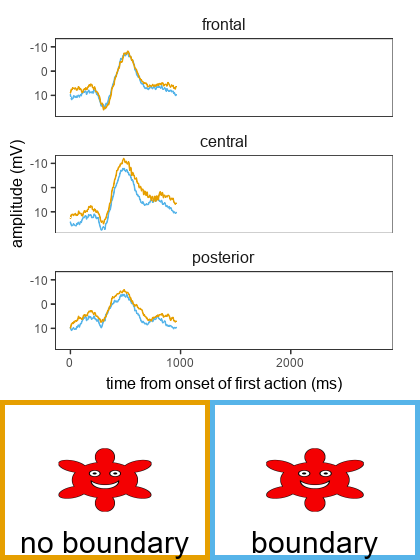 frontal
-10
0
10
central
-10
0
10
posterior
-10
0
10
amplitude (mV)
0 1000 2000
time from onset of first action (ms)
no boundary boundary